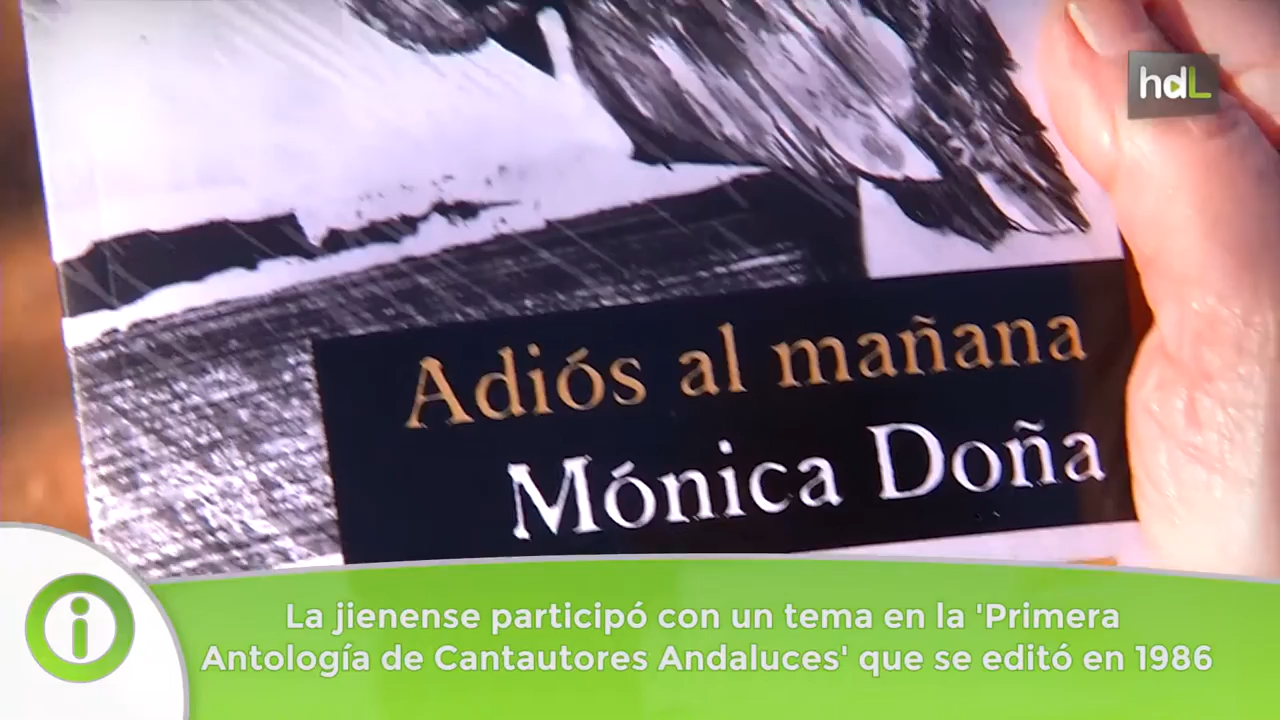 hdL
Adiós al mañana
Mónica Doña
i
La jienense participó con un tema en la 'Primera
Antología de Cantautores Andaluces' que se editó en 1986